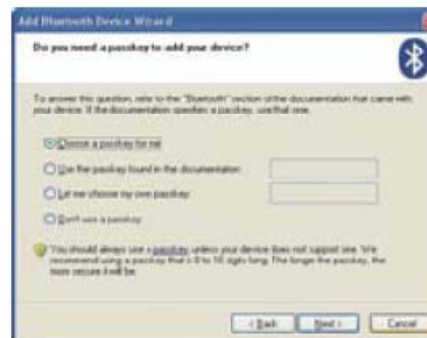 Add Bluetooth Device Wizard
Do you need a passkey to add your device?
To answer this question, refer to the "Bluetooth" section of the documentation that came with
your device. If the documentation specifies a passkey, use that one.
Choose a passkey for me
Use the passkey found in the documentation:
Let me choose my own passkey:
Don't use a passkey
You should always use a passkey, unless your device does not support one. We
recommend using a passkey that is 8 to 16 digits long. The longer the passkey, the
more secure it will be.
< Back
Next >
Cancel